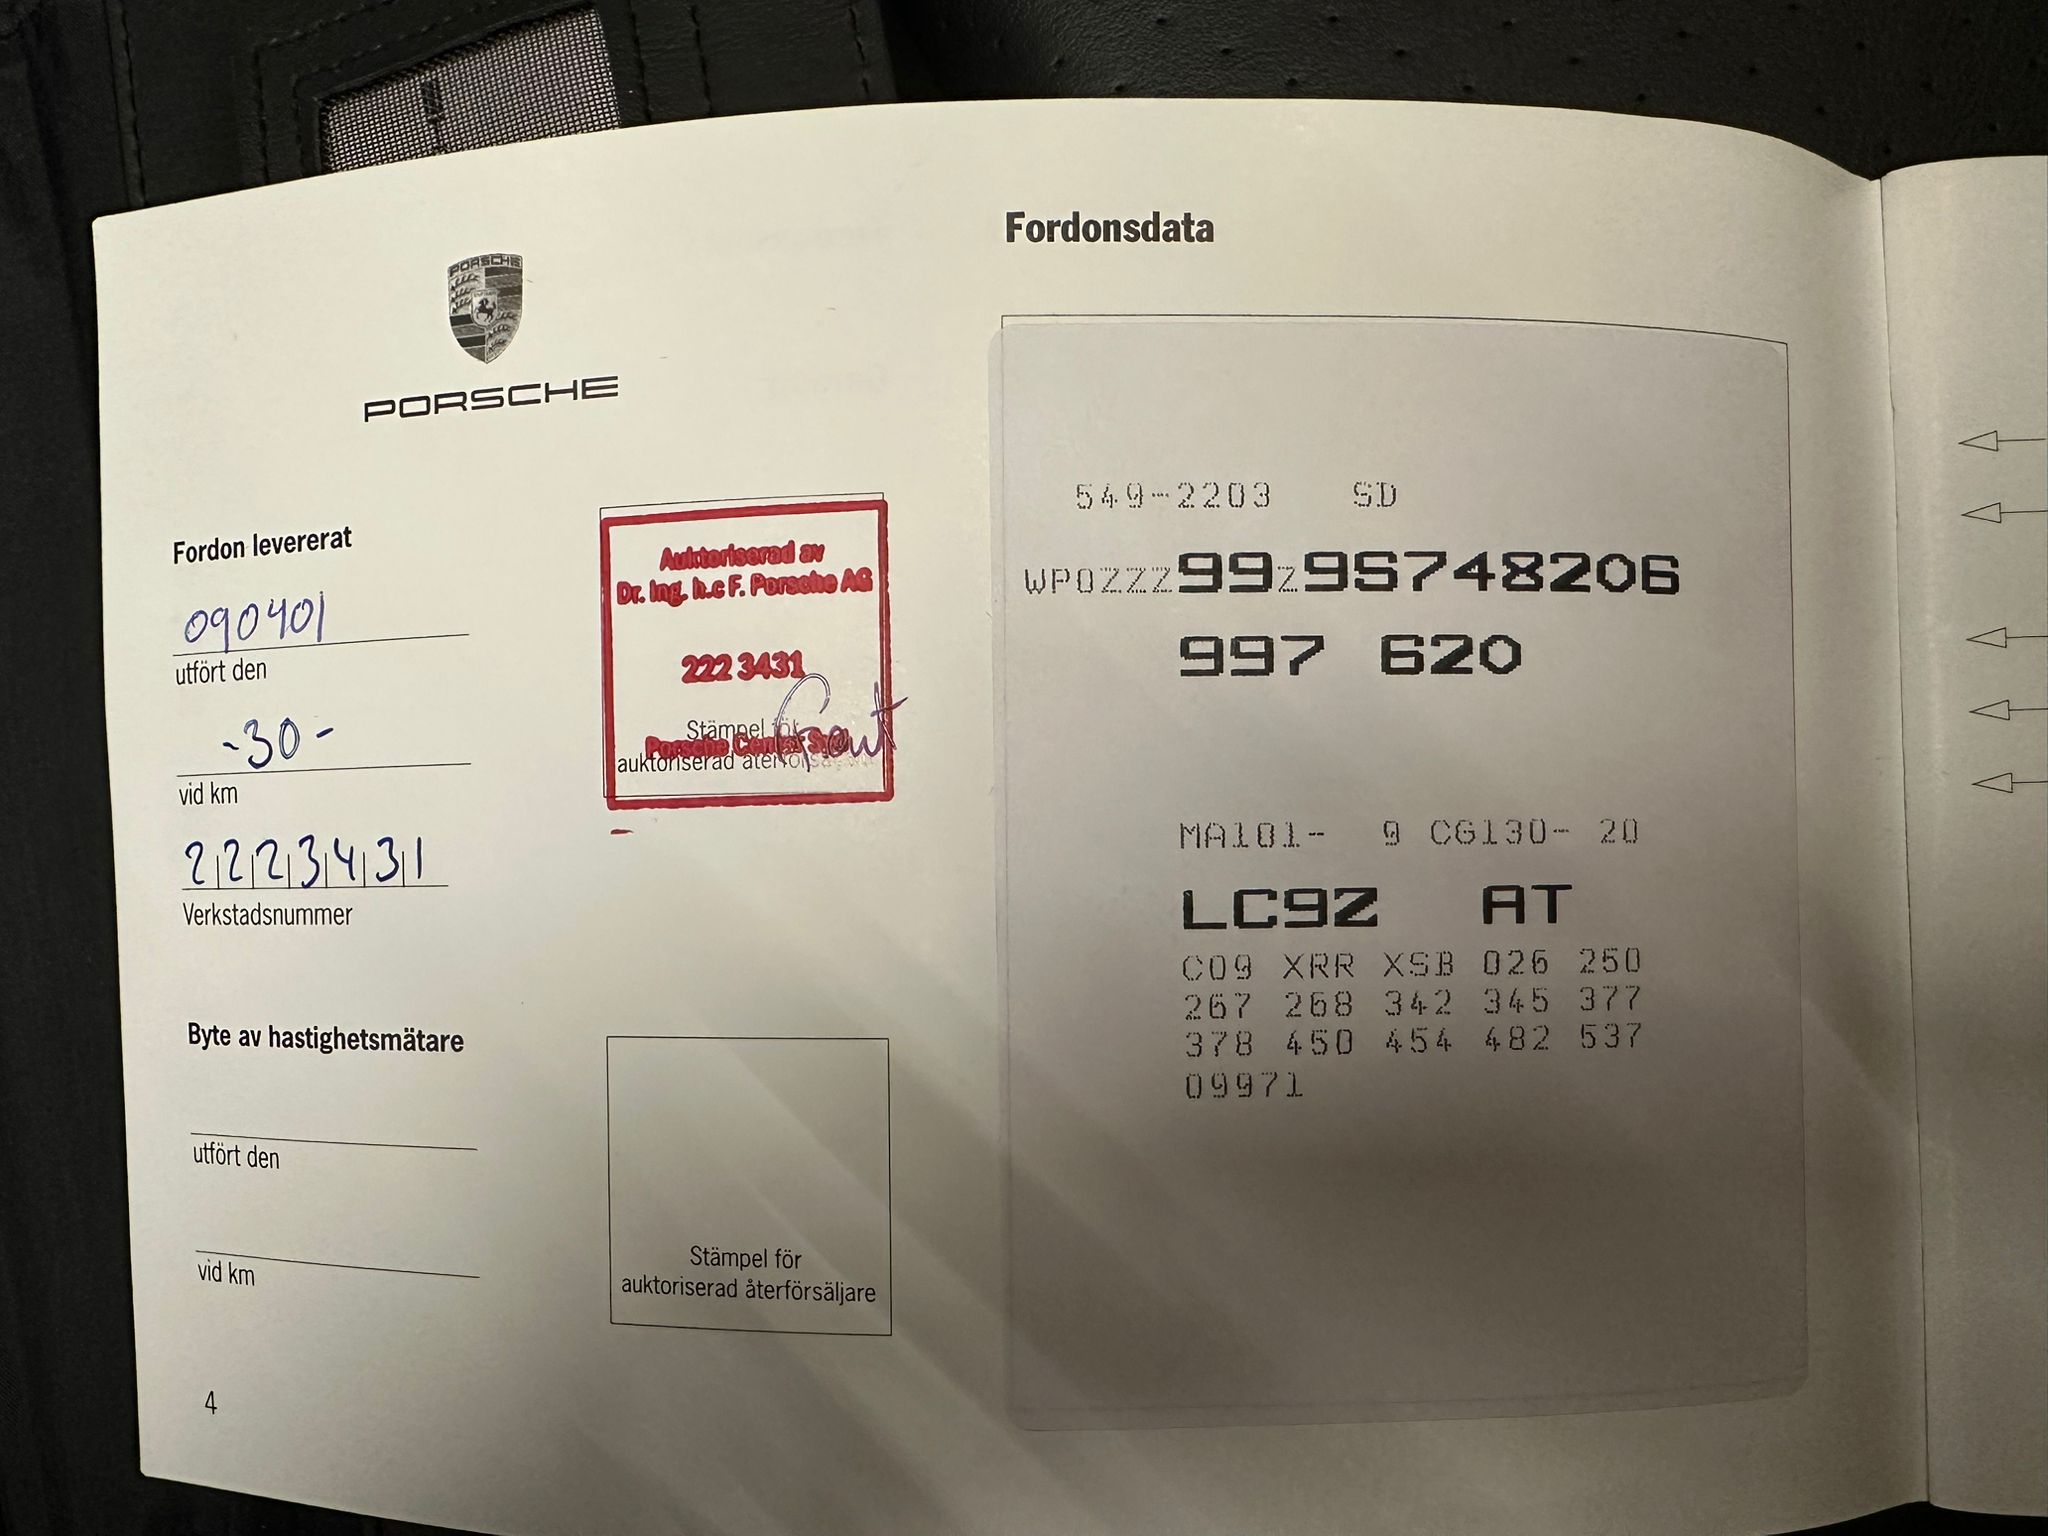 PORSCHE
PORSCHE
Fordon levererat
090401
utfört den
-30-
vid km
2223431
Verkstadsnummer
Auktoriserad av
Dr. Ing. h.c F. Porsche AG
222 3431
Stämpel för
Porsche Center
auktoriserad återförsäljare
Byte av hastighetsmätare
utfört den
vid km
Stämpel för
auktoriserad återförsäljare
4
Fordonsdata
549-2203 SD
WP0ZZZ99Z9S748206
997 620
MA101- 9 CG130- 20
LC9Z AT
C09 XRR XSB 026 250
267 268 342 345 377
378 450 454 482 537
09971